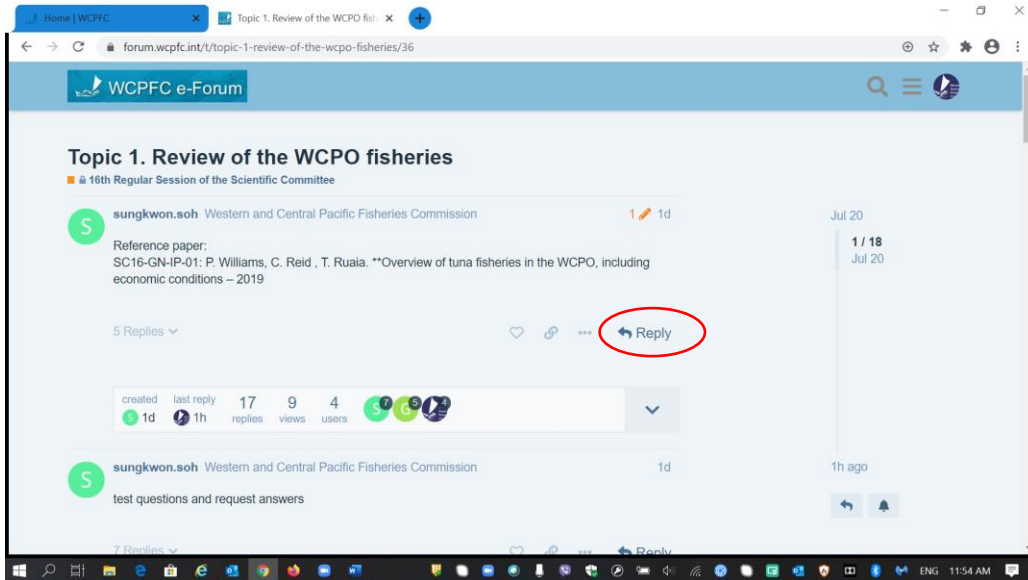 Home | WCPFC
Topic 1. Review of the WCPO fish
forum.wcpfc.int/t/topic-1-review-of-the-wcpo-fisheries/36
WCPFC e-Forum
Topic 1. Review of the WCPO fisheries
16th Regular Session of the Scientific Committee
sungkwon.soh Western and Central Pacific Fisheries Commission 1 1d
S
Reference paper:
SC16-GN-IP-01: P. Williams, C. Reid , T. Ruaia. **Overview of tuna fisheries in the WCPO, including
economic conditions – 2019
5 Replies
Reply
Jul 20
1 / 18
Jul 20
created last reply 17 9 4
S 1d 1h replies views users S 7 G 5 4
sungkwon.soh Western and Central Pacific Fisheries Commission 1d
S
test questions and request answers
7 Replies
Reply
1h ago
ENG 11:54 AM